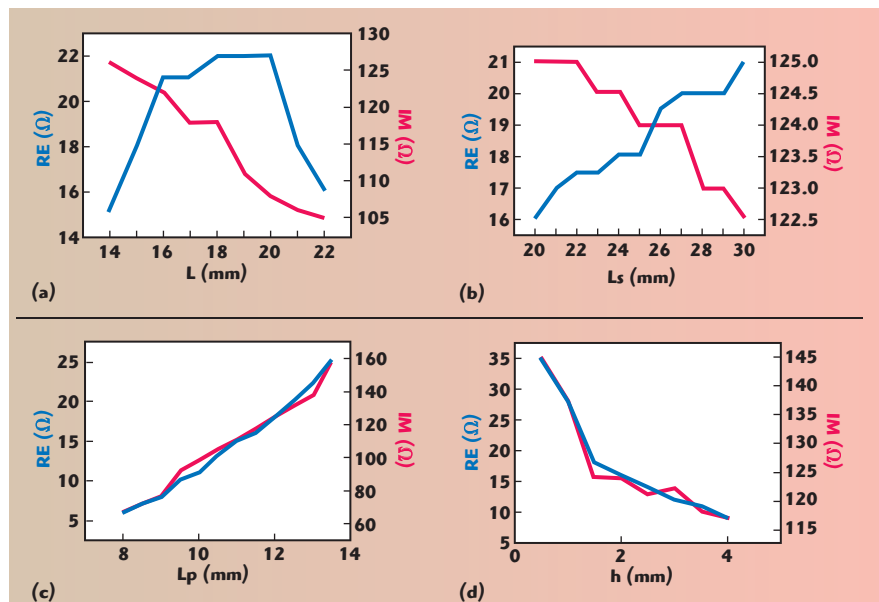 22
20
18
16
14
RE (Ω)
130
125
120
115
110
105
IM (Ω)
14 16 18 20 22
L (mm)
(a)
21
20
19
18
17
16
RE (Ω)
125.0
124.5
124.0
123.5
123.0
122.5
IM (Ω)
20 22 24 26 28 30
Ls (mm)
(b)
25
20
15
10
5
RE (Ω)
160
140
120
100
80
60
IM (Ω)
8 10 12 14
Lp (mm)
(c)
35
30
25
20
15
10
5
RE (Ω)
145
140
135
130
125
120
115
IM (Ω)
0 2 4
h (mm)
(d)